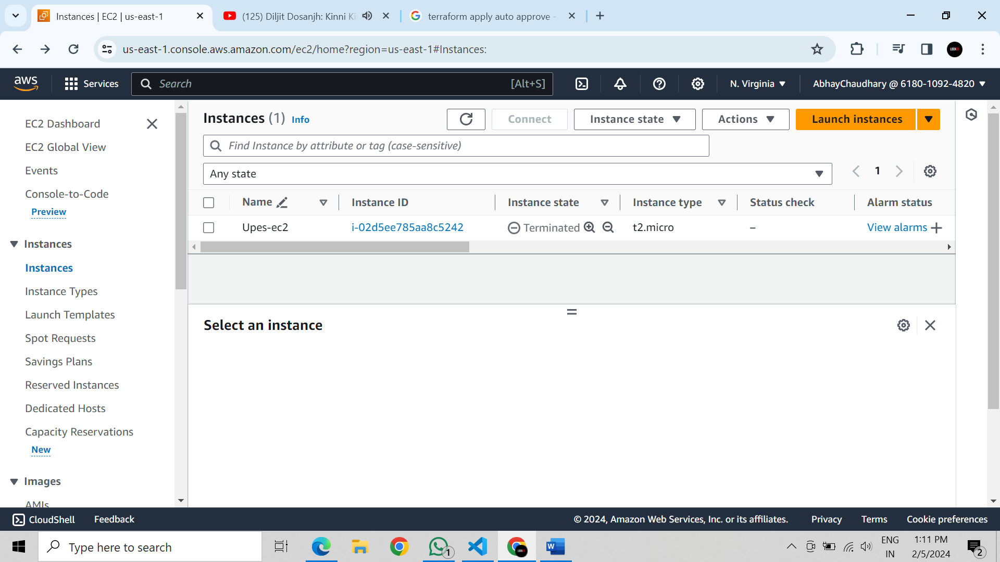 Instances | EC2 | us-east-1
(125) Diljit Dosanjh: Kinni Ki
terraform apply auto approve -
us-east-1.console.aws.amazon.com/ec2/home?region=us-east-1#Instances:
aws
Services
Search
[Alt+S]
N. Virginia
AbhayChaudhary @ 6180-1092-4820
EC2 Dashboard
EC2 Global View
Events
Console-to-Code
Preview
Instances
Instances
Instance Types
Launch Templates
Spot Requests
Savings Plans
Reserved Instances
Dedicated Hosts
Capacity Reservations
New
Images
AMIs
Instances (1) Info
Connect
Instance state
Actions
Launch instances
Find Instance by attribute or tag (case-sensitive)
Any state
1
Name Instance ID Instance state Instance type Status check Alarm status
Upes-ec2 i-02d5ee785aa8c5242 Terminated t2.micro – View alarms
Select an instance
CloudShell
Feedback
© 2024, Amazon Web Services, Inc. or its affiliates.
Privacy
Terms
Cookie preferences
Type here to search
1
ENG
IN
1:11 PM
2/5/2024
2